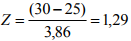 Z = (30 − 25) / 3,86 = 1,29